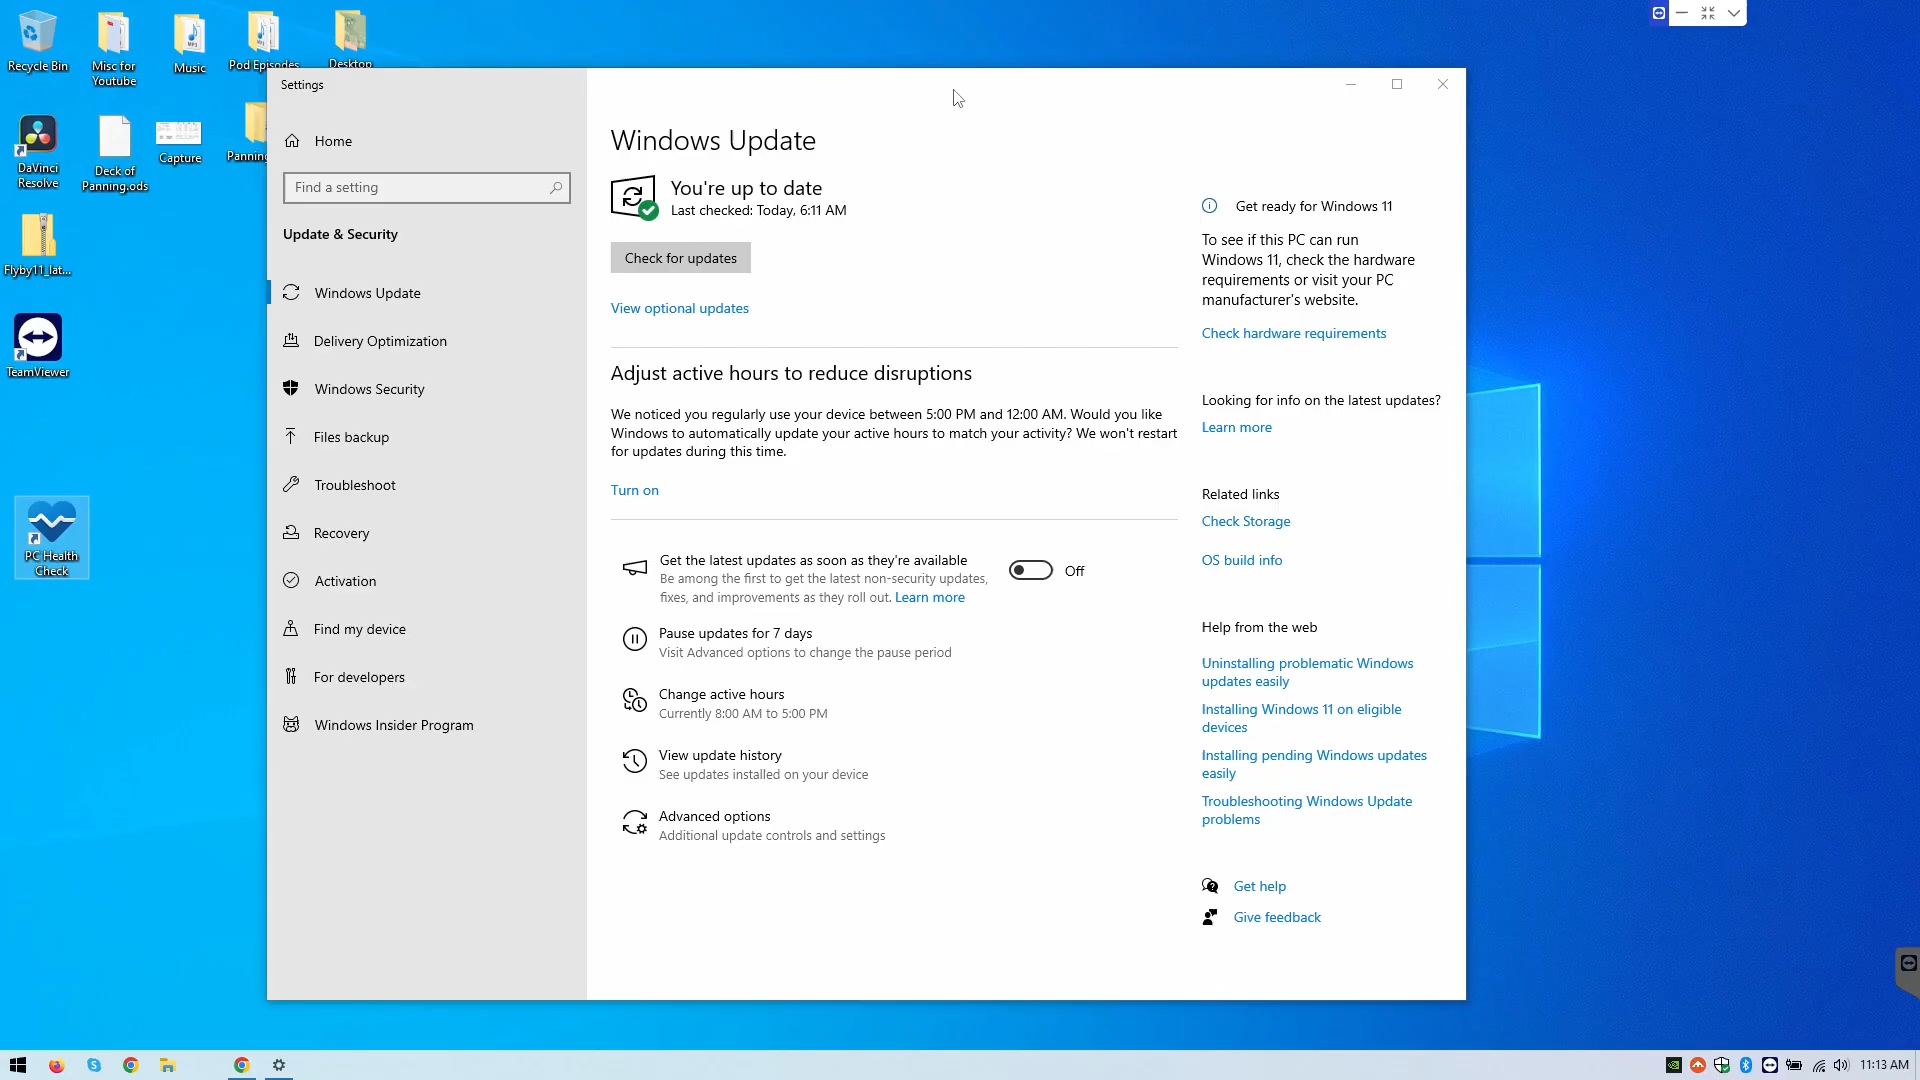 Recycle Bin
Misc for
Youtube
Music
Pod Episodes
Desktop
DaVinci
Resolve
Deck of
Panning.ods
Capture
Panning
Flyby11_lat...
TeamViewer
PC Health
Check
Settings
Home
Find a setting
Update & Security
Windows Update
Delivery Optimization
Windows Security
Files backup
Troubleshoot
Recovery
Activation
Find my device
For developers
Windows Insider Program
Windows Update
You're up to date
Last checked: Today, 6:11 AM
Check for updates
View optional updates
Adjust active hours to reduce disruptions
We noticed you regularly use your device between 5:00 PM and 12:00 AM. Would you like
Windows to automatically update your active hours to match your activity? We won't restart
for updates during this time.
Turn on
Get the latest updates as soon as they're available
Be among the first to get the latest non-security updates,
fixes, and improvements as they roll out. Learn more
Off
Pause updates for 7 days
Visit Advanced options to change the pause period
Change active hours
Currently 8:00 AM to 5:00 PM
View update history
See updates installed on your device
Advanced options
Additional update controls and settings
Get ready for Windows 11
To see if this PC can run
Windows 11, check the hardware
requirements or visit your PC
manufacturer's website.
Check hardware requirements
Looking for info on the latest updates?
Learn more
Related links
Check Storage
OS build info
Help from the web
Uninstalling problematic Windows
updates easily
Installing Windows 11 on eligible
devices
Installing pending Windows updates
easily
Troubleshooting Windows Update
problems
Get help
Give feedback
11:13 AM